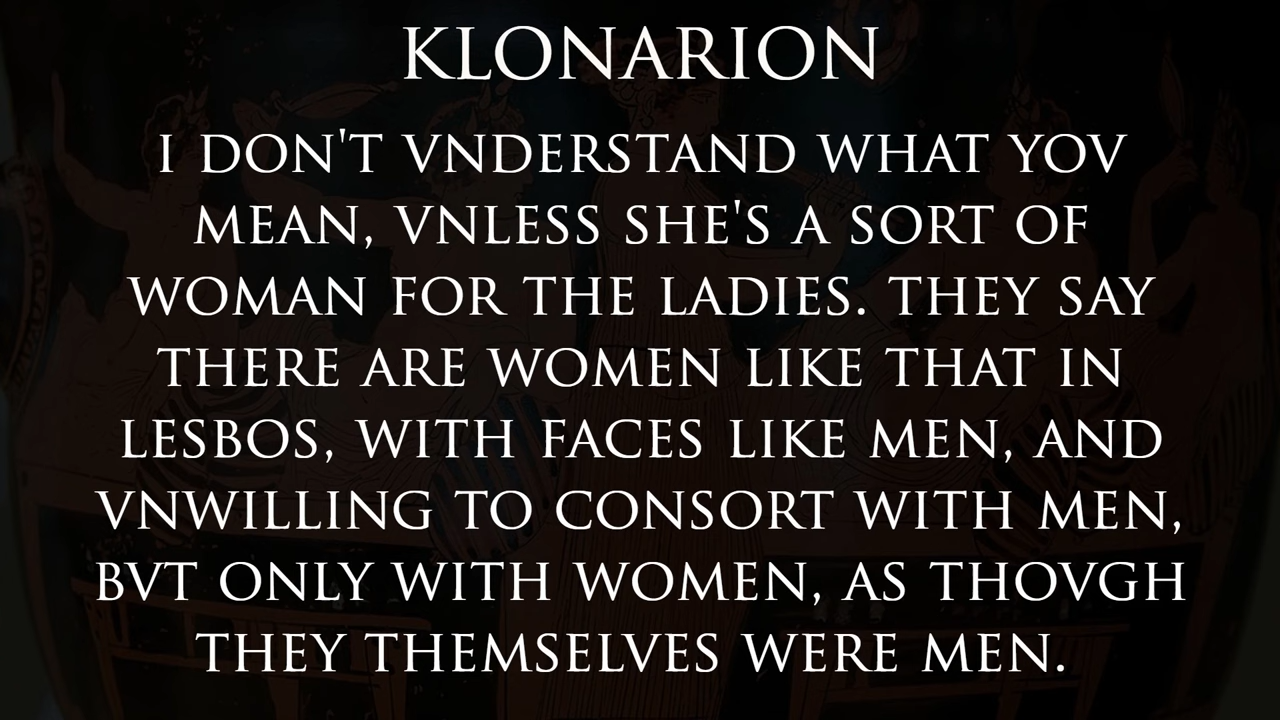 KLONARION
I DON'T VNDERSTAND WHAT YOV
MEAN, VNLESS SHE'S A SORT OF
WOMAN FOR THE LADIES. THEY SAY
THERE ARE WOMEN LIKE THAT IN
LESBOS, WITH FACES LIKE MEN, AND
VNWILLING TO CONSORT WITH MEN,
BVT ONLY WITH WOMEN, AS THOVGH
THEY THEMSELVES WERE MEN.